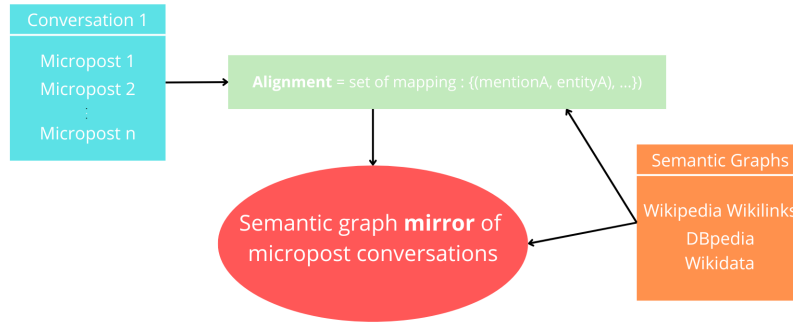 Conversation 1
Micropost 1
Micropost 2
⋮
Micropost n
Alignment = set of mapping : {(mentionA, entityA), ...})
Semantic graph mirror of
micropost conversations
Semantic Graphs
Wikipedia Wikilinks
DBpedia
Wikidata